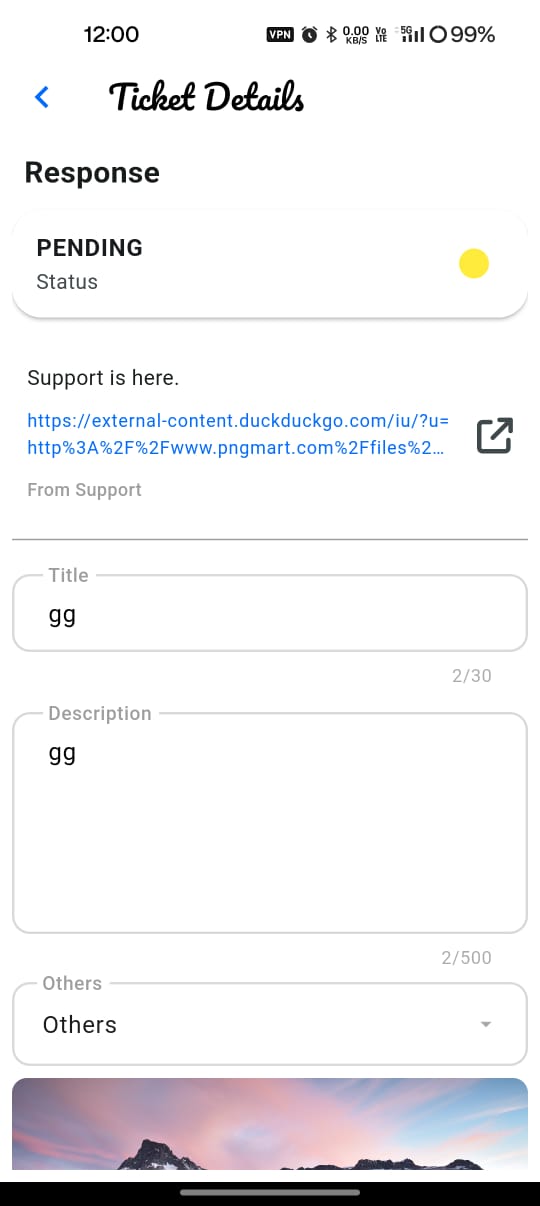 12:00
VPN 0.00 KB/S VO LTE 5G 99%
Ticket Details
Response
PENDING
Status
Support is here.
https://external-content.duckduckgo.com/iu/?u=
http%3A%2F%2Fwww.pngmart.com%2Ffiles%2...
From Support
Title
gg
2/30
Description
gg
2/500
Others
Others